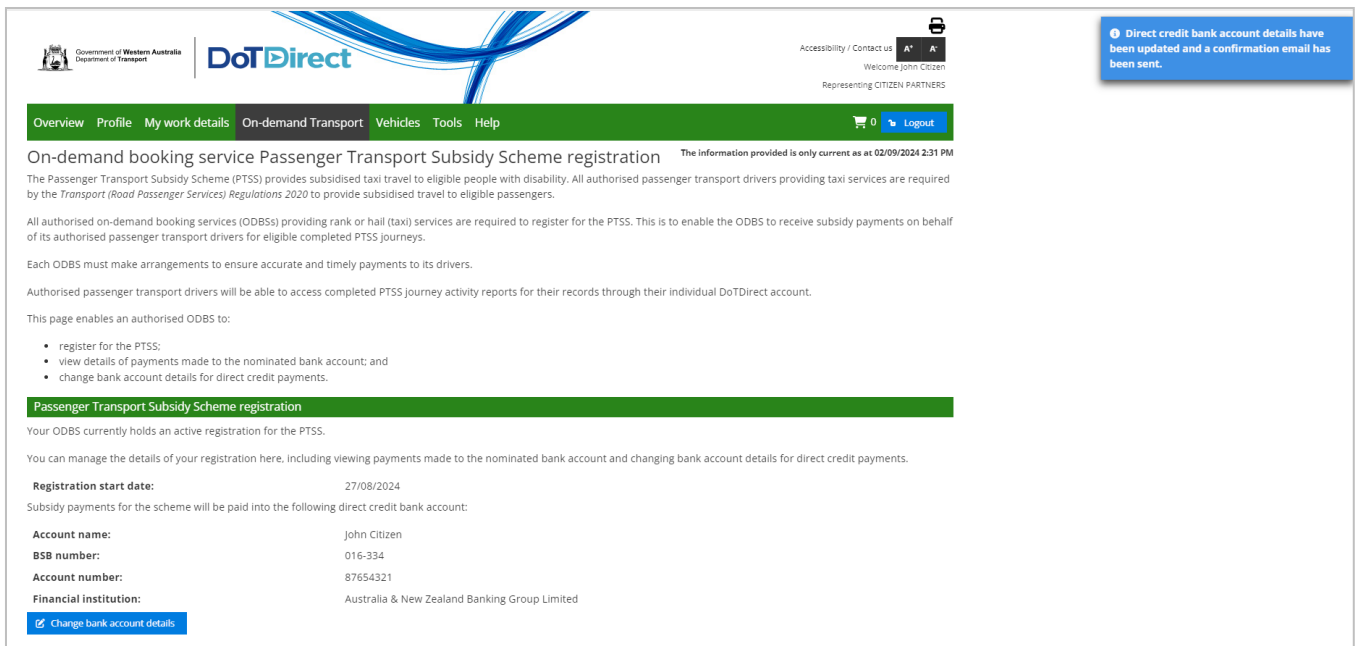 Government of Western Australia
Department of Transport
DoTDirect
Accessibility / Contact us A+ A-
Welcome John Citizen
Representing CITIZEN PARTNERS
Direct credit bank account details have
been updated and a confirmation email has
been sent.
Overview Profile My work details On-demand Transport Vehicles Tools Help 0 Logout
On-demand booking service Passenger Transport Subsidy Scheme registration The information provided is only current as at 02/09/2024 2:31 PM
The Passenger Transport Subsidy Scheme (PTSS) provides subsidised taxi travel to eligible people with disability. All authorised passenger transport drivers providing taxi services are required
by the Transport (Road Passenger Services) Regulations 2020 to provide subsidised travel to eligible passengers.
All authorised on-demand booking services (ODBSs) providing rank or hail (taxi) services are required to register for the PTSS. This is to enable the ODBS to receive subsidy payments on behalf
of its authorised passenger transport drivers for eligible completed PTSS journeys.
Each ODBS must make arrangements to ensure accurate and timely payments to its drivers.
Authorised passenger transport drivers will be able to access completed PTSS journey activity reports for their records through their individual DoTDirect account.
This page enables an authorised ODBS to:
• register for the PTSS;
• view details of payments made to the nominated bank account; and
• change bank account details for direct credit payments.
Passenger Transport Subsidy Scheme registration
Your ODBS currently holds an active registration for the PTSS.
You can manage the details of your registration here, including viewing payments made to the nominated bank account and changing bank account details for direct credit payments.
Registration start date: 27/08/2024
Subsidy payments for the scheme will be paid into the following direct credit bank account:
Account name: John Citizen
BSB number: 016-334
Account number: 87654321
Financial institution: Australia & New Zealand Banking Group Limited
Change bank account details